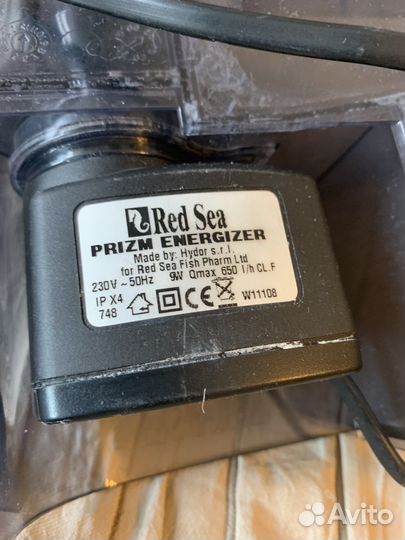 Red Sea
PRIZM ENERGIZER
Made by: Hydor s.r.l.
for Red Sea Fish Pharm Ltd
230V ~ 50Hz 9W Qmax 650 l/h CL.F
IP X4
748
CE
W11108
Avito